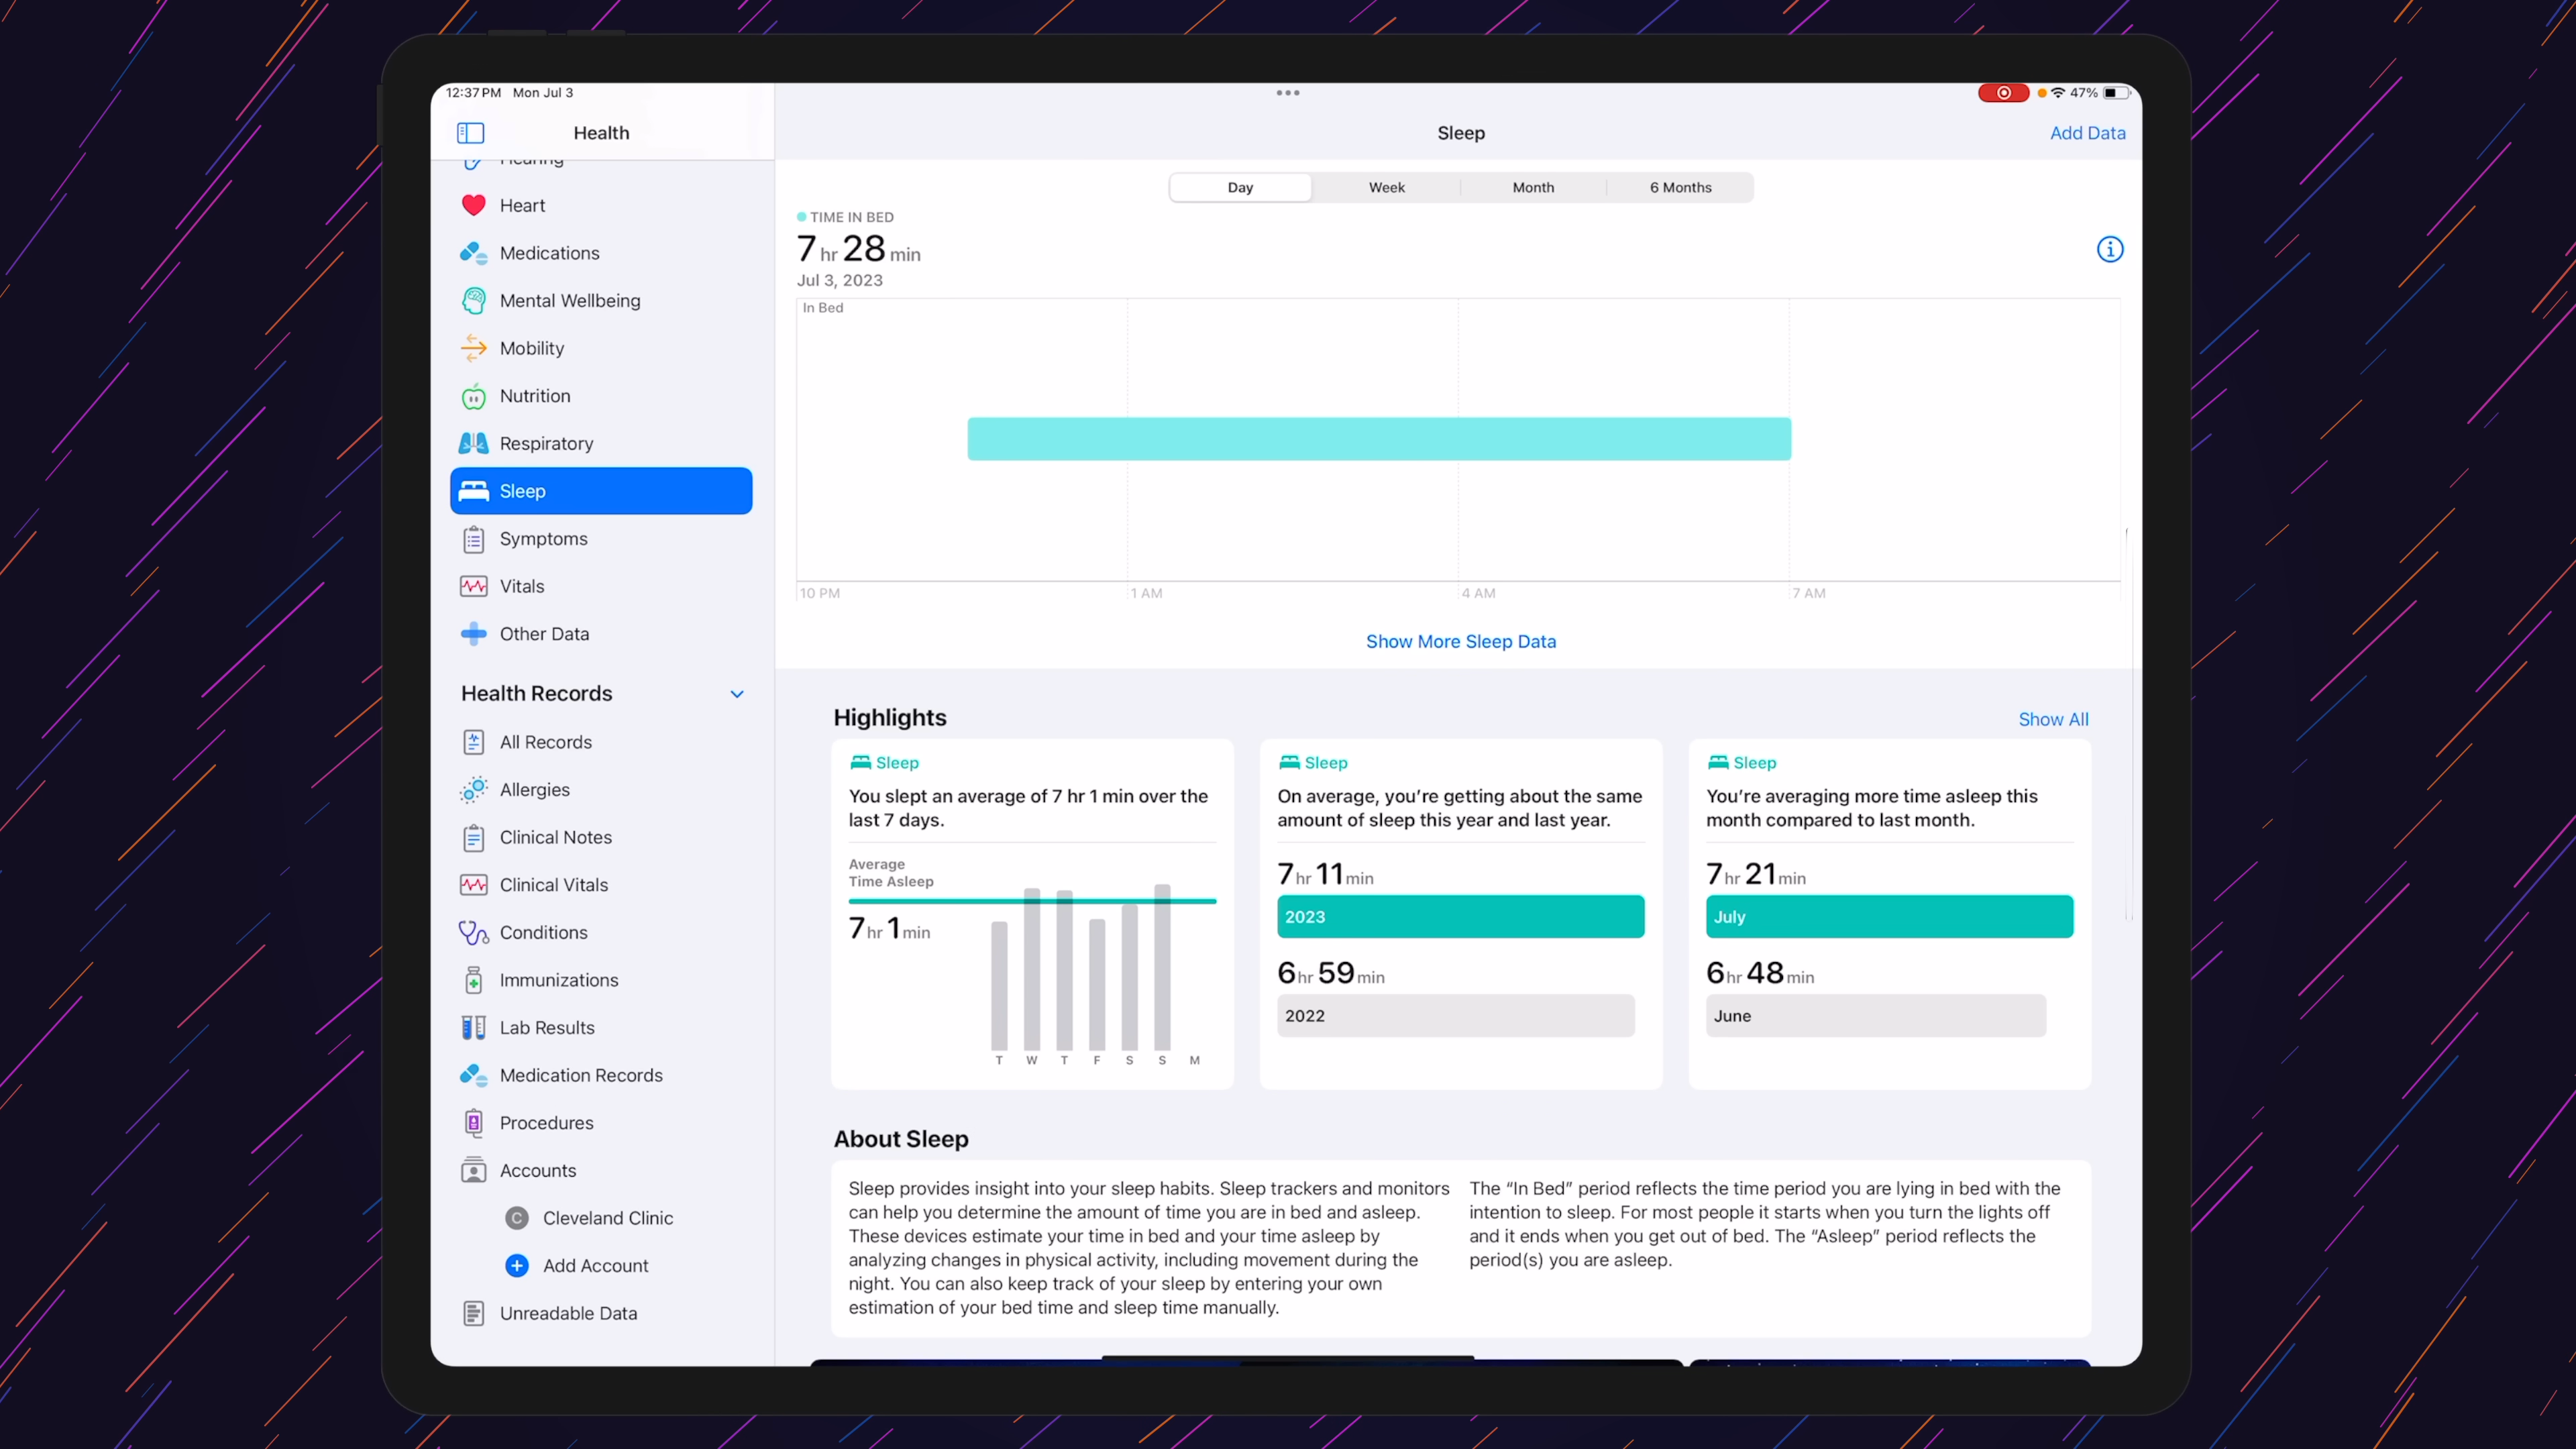 12:37 PM Mon Jul 3
47%
Health
Hearing
Heart
Medications
Mental Wellbeing
Mobility
Nutrition
Respiratory
Sleep
Symptoms
Vitals
Other Data
Health Records
All Records
Allergies
Clinical Notes
Clinical Vitals
Conditions
Immunizations
Lab Results
Medication Records
Procedures
Accounts
C Cleveland Clinic
Add Account
Unreadable Data
Sleep
Add Data
Day Week Month 6 Months
TIME IN BED
7 hr 28 min
Jul 3, 2023
In Bed
10 PM 1 AM 4 AM 7 AM
Show More Sleep Data
Highlights
Show All
Sleep
You slept an average of 7 hr 1 min over the
last 7 days.
Average
Time Asleep
7 hr 1 min
T W T F S S M
Sleep
On average, you’re getting about the same
amount of sleep this year and last year.
7 hr 11 min
2023
6 hr 59 min
2022
Sleep
You’re averaging more time asleep this
month compared to last month.
7 hr 21 min
July
6 hr 48 min
June
About Sleep
Sleep provides insight into your sleep habits. Sleep trackers and monitors
can help you determine the amount of time you are in bed and asleep.
These devices estimate your time in bed and your time asleep by
analyzing changes in physical activity, including movement during the
night. You can also keep track of your sleep by entering your own
estimation of your bed time and sleep time manually.
The “In Bed” period reflects the time period you are lying in bed with the
intention to sleep. For most people it starts when you turn the lights off
and it ends when you get out of bed. The “Asleep” period reflects the
period(s) you are asleep.